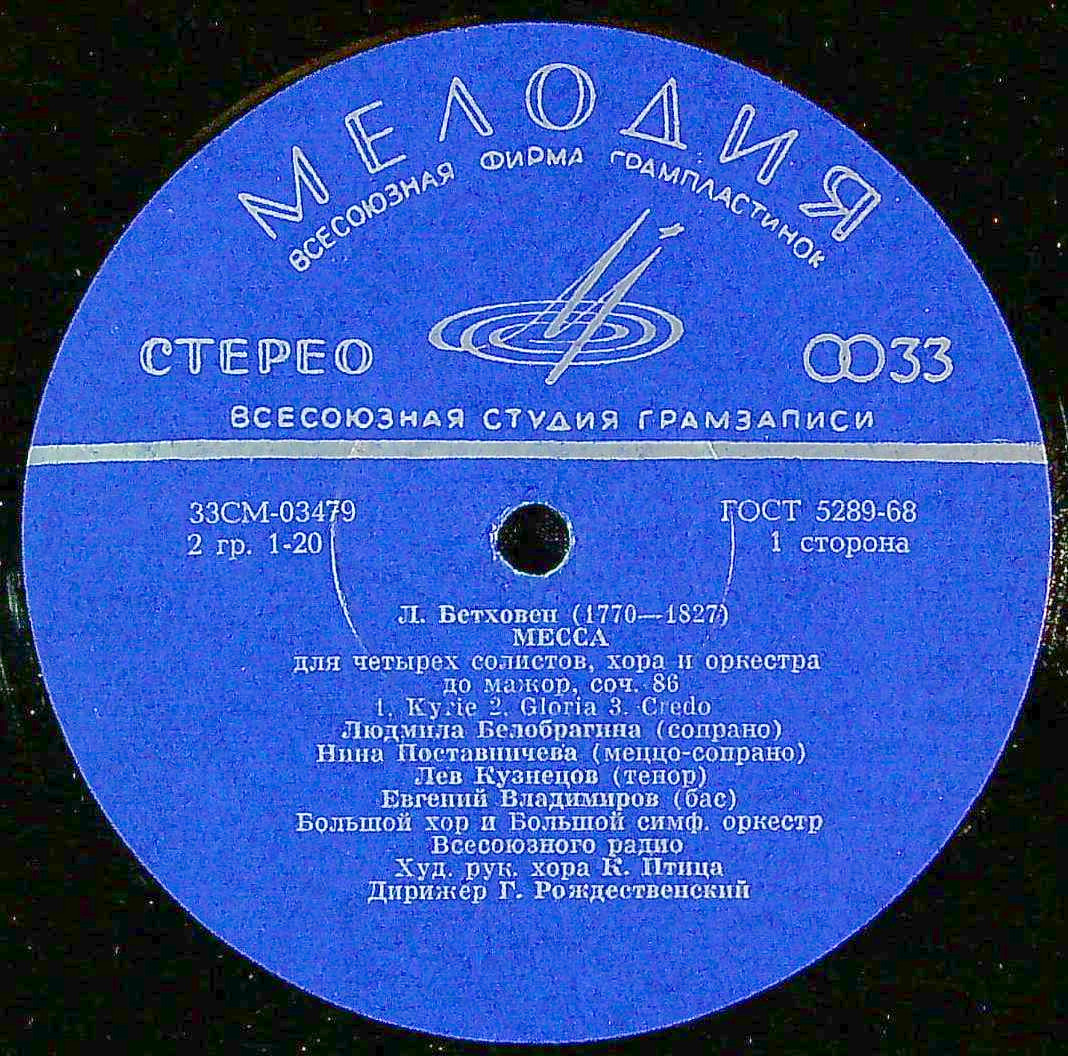 МЕЛОДИЯ
ВСЕСОЮЗНАЯ ФИРМА ГРАМПЛАСТИНОК
СТЕРЕО
33
ВСЕСОЮЗНАЯ СТУДИЯ ГРАМЗАПИСИ
33СМ-03479
ГОСТ 5289-68
2 гр. 1-20
1 сторона
Л. Бетховен (1770—1827)
МЕССА
для четырех солистов, хора и оркестра
до мажор, соч. 86
1. Kyrie 2. Gloria 3. Credo
Людмила Белобрагина (сопрано)
Нина Поставничева (меццо-сопрано)
Лев Кузнецов (тенор)
Евгений Владимиров (бас)
Большой хор и Большой симф. оркестр
Всесоюзного радио
Худ. рук. хора К. Птица
Дирижер Г. Рождественский